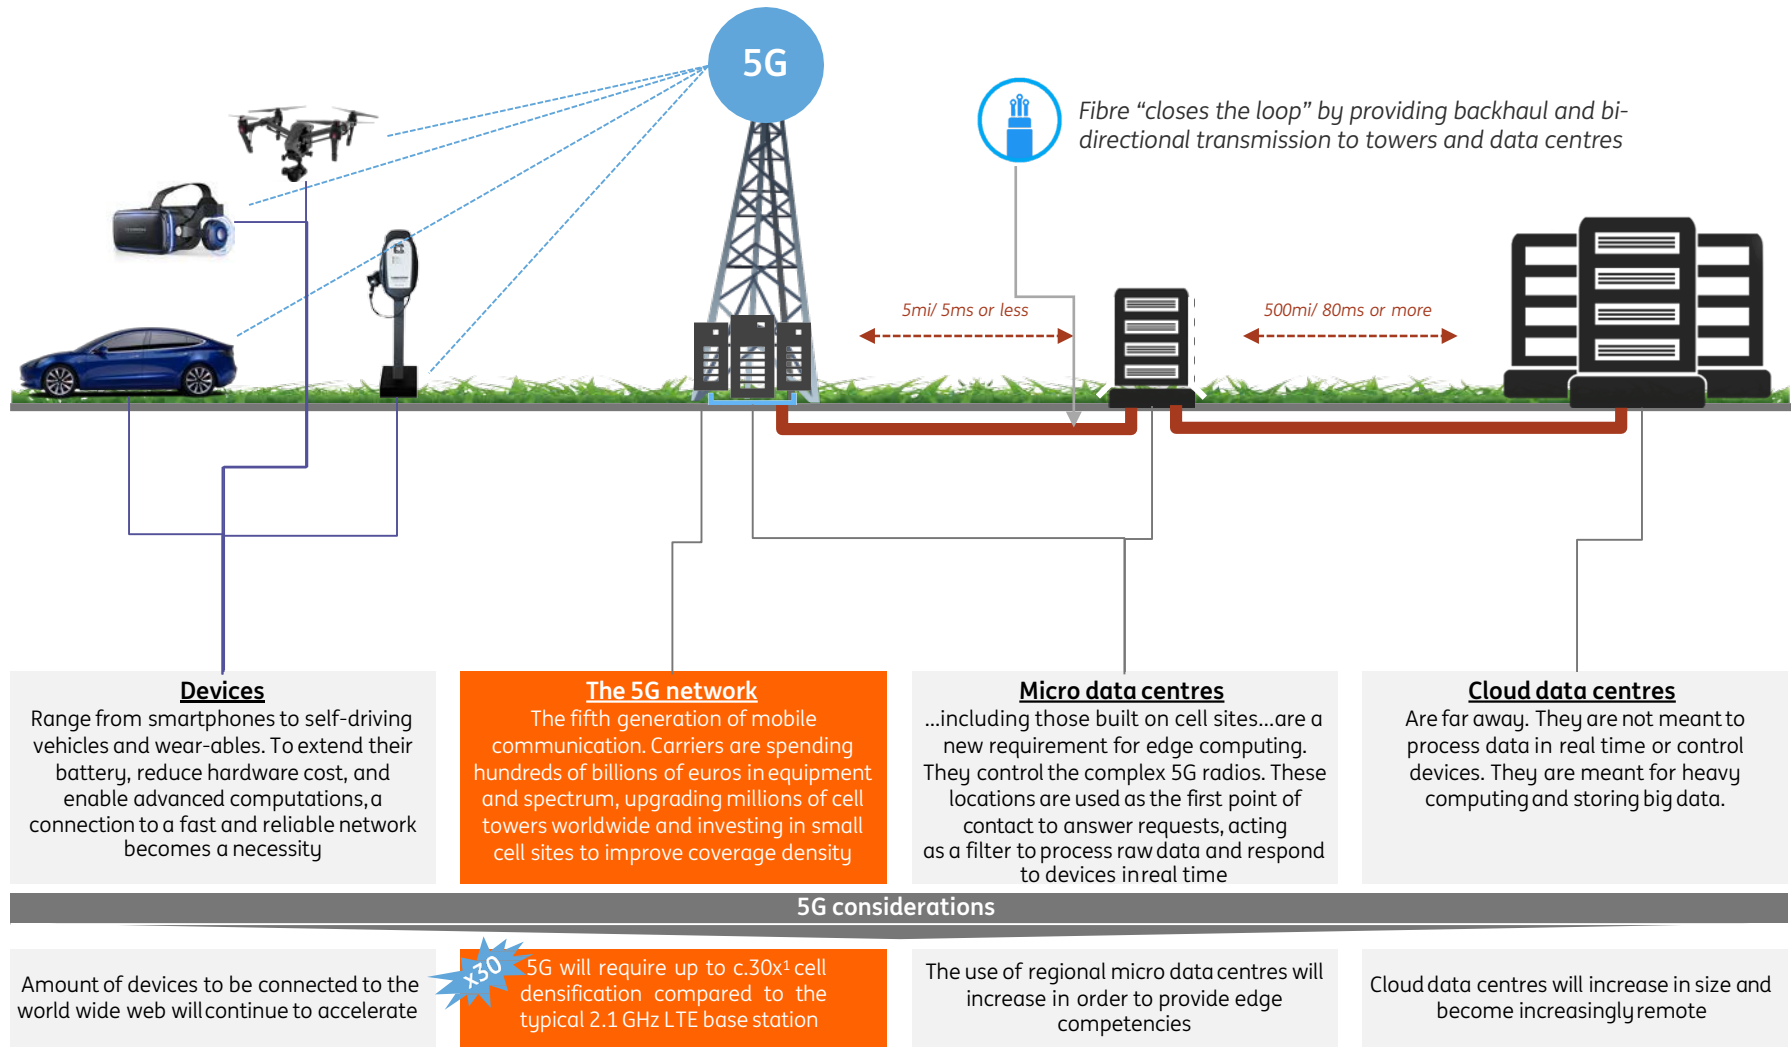 5G
Fibre “closes the loop” by providing backhaul and bi-
directional transmission to towers and data centres
5mi/ 5ms or less
500mi/ 80ms or more
Devices
Range from smartphones to self-driving
vehicles and wear-ables. To extend their
battery, reduce hardware cost, and
enable advanced computations, a
connection to a fast and reliable network
becomes a necessity
The 5G network
The fifth generation of mobile
communication. Carriers are spending
hundreds of billions of euros in equipment
and spectrum, upgrading millions of cell
towers worldwide and investing in small
cell sites to improve coverage density
Micro data centres
...including those built on cell sites...are a
new requirement for edge computing.
They control the complex 5G radios. These
locations are used as the first point of
contact to answer requests, acting
as a filter to process raw data and respond
to devices in real time
Cloud data centres
Are far away. They are not meant to
process data in real time or control
devices. They are meant for heavy
computing and storing big data.
5G considerations
Amount of devices to be connected to the
world wide web will continue to accelerate
x30
5G will require up to c.30x¹ cell
densification compared to the
typical 2.1 GHz LTE base station
The use of regional micro data centres will
increase in order to provide edge
competencies
Cloud data centres will increase in size and
become increasingly remote